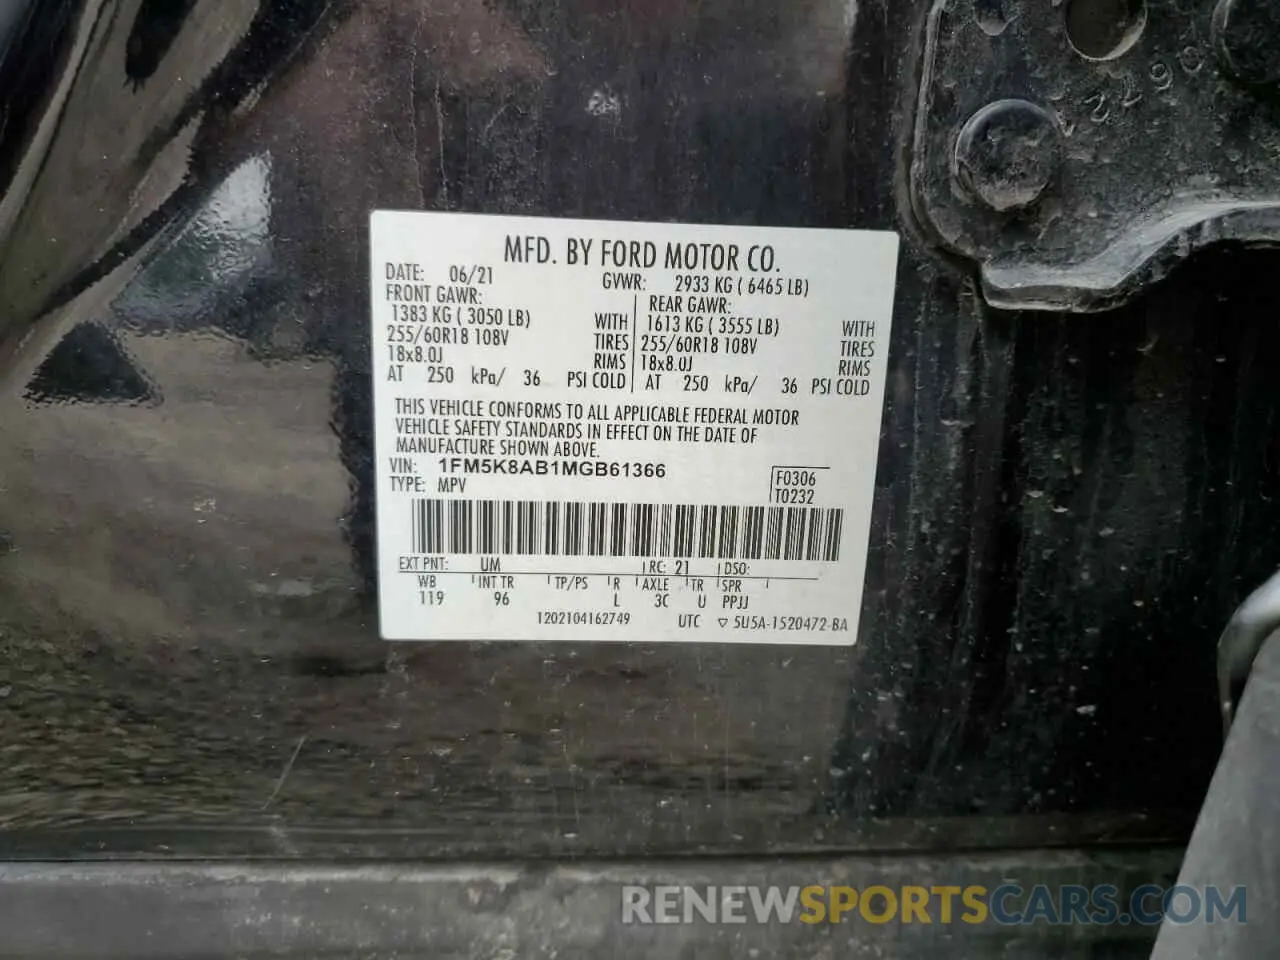 MFD. BY FORD MOTOR CO.
DATE: 06/21 GVWR: 2933 KG ( 6465 LB)
FRONT GAWR: REAR GAWR:
1383 KG ( 3050 LB) WITH 1613 KG ( 3555 LB) WITH
255/60R18 108V TIRES 255/60R18 108V TIRES
18x8.0J RIMS 18x8.0J RIMS
AT 250 kPa/ 36 PSI COLD AT 250 kPa/ 36 PSI COLD
THIS VEHICLE CONFORMS TO ALL APPLICABLE FEDERAL MOTOR
VEHICLE SAFETY STANDARDS IN EFFECT ON THE DATE OF
MANUFACTURE SHOWN ABOVE.
VIN: 1FM5K8AB1MGB61366 F0306
TYPE: MPV T0232
EXT PNT: UM RC: 21 DSO:
WB INT TR TP/PS R AXLE TR SPR
119 96 L 3C U PPJJ
1202104162749 UTC ▽ 5U5A-1520472-BA
RENEWSPORTSCARS.COM